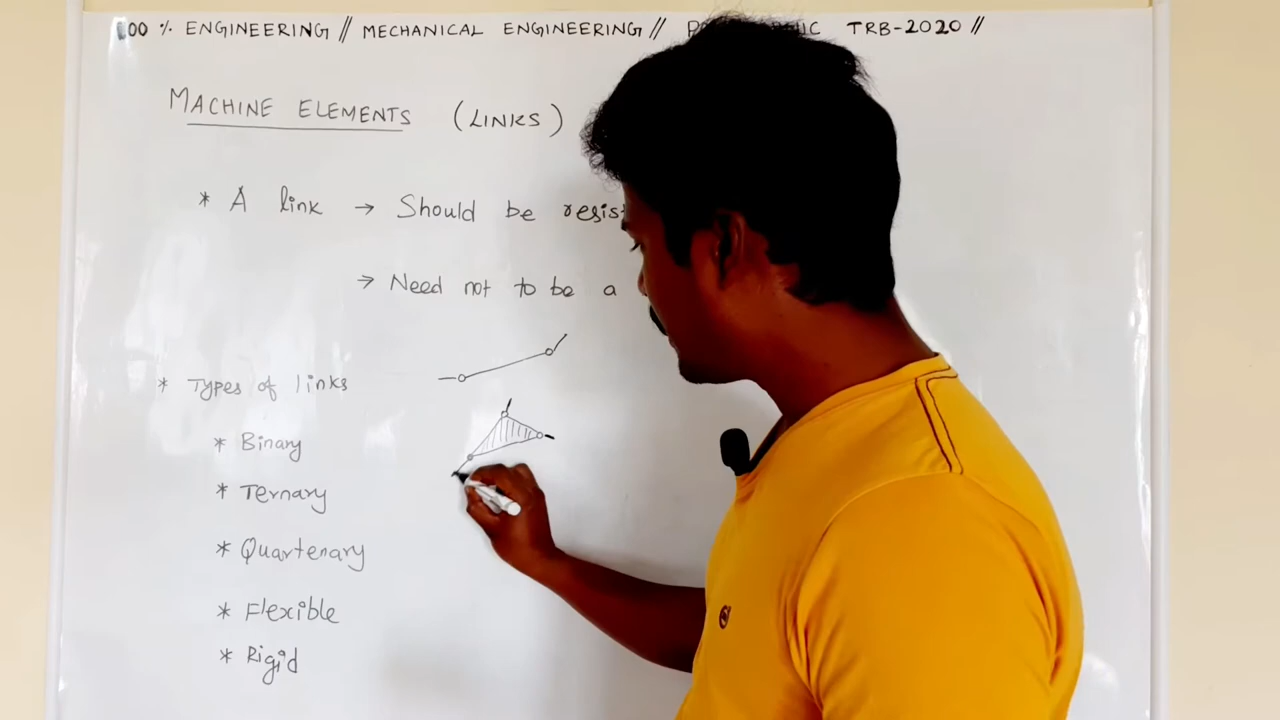 100 % ENGINEERING // MECHANICAL ENGINEERING // TRB-2020 //
MACHINE ELEMENTS (LINKS)
* A link → Should be
→ Need not to be a
* Types of links
* Binary
* Ternary
* Quartenary
* Flexible
* Rigid